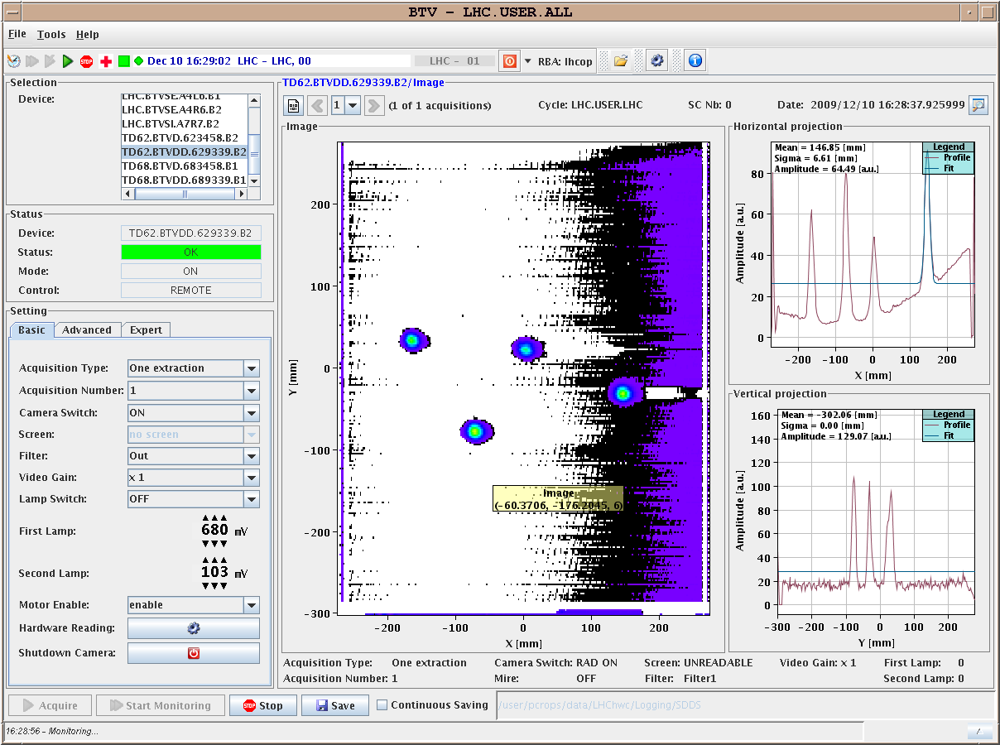 BTV - LHC.USER.ALL
File Tools Help
STOP Dec 10 16:29:02 LHC - LHC, 00 LHC - 01 RBA: lhcop
Selection
Device:
LHC.BTVSE.A4L6.B1
LHC.BTVSE.A4R6.B2
LHC.BTVSI.A7R7.B2
TD62.BTVD.623458.B2
TD62.BTVDD.629339.B2
TD68.BTVD.683458.B1
TD68.BTVDD.689339.B1
Status
Device: TD62.BTVDD.629339.B2
Status: OK
Mode: ON
Control: REMOTE
Setting
Basic Advanced Expert
Acquisition Type: One extraction
Acquisition Number: 1
Camera Switch: ON
Screen: no screen
Filter: Out
Video Gain: x 1
Lamp Switch: OFF
First Lamp: 680 mV
Second Lamp: 103 mV
Motor Enable: enable
Hardware Reading:
Shutdown Camera:
TD62.BTVDD.629339.B2/Image
1 (1 of 1 acquisitions) Cycle: LHC.USER.LHC SC Nb: 0 Date: 2009/12/10 16:28:37.925999
Image
200
100
0
-100
-200
-300
Y [mm]
Image
(-60.3706, -176.2045, 6)
-200 -100 0 100 200
X [mm]
Horizontal projection
Mean = 146.85 [mm]
Sigma = 6.61 [mm]
Amplitude = 64.49 [a.u.]
Legend
Profile
Fit
80
60
40
20
0
Amplitude [a.u.]
-200 -100 0 100 200
X [mm]
Vertical projection
Mean = -302.06 [mm]
Sigma = 0.00 [mm]
Amplitude = 129.07 [a.u.]
Legend
Profile
Fit
160
140
120
100
80
60
40
20
0
Amplitude [a.u.]
-300 -200 -100 0 100 200
Y [mm]
Acquisition Type: One extraction Camera Switch: RAD ON Screen: UNREADABLE Video Gain: x 1 First Lamp: 0
Acquisition Number: 1 Mire: OFF Filter: Filter1 Second Lamp: 0
Acquire Start Monitoring STOP Stop Save Continuous Saving /user/pcrops/data/LHChwc/Logging/SDDS
16:28:56 - Monitoring...